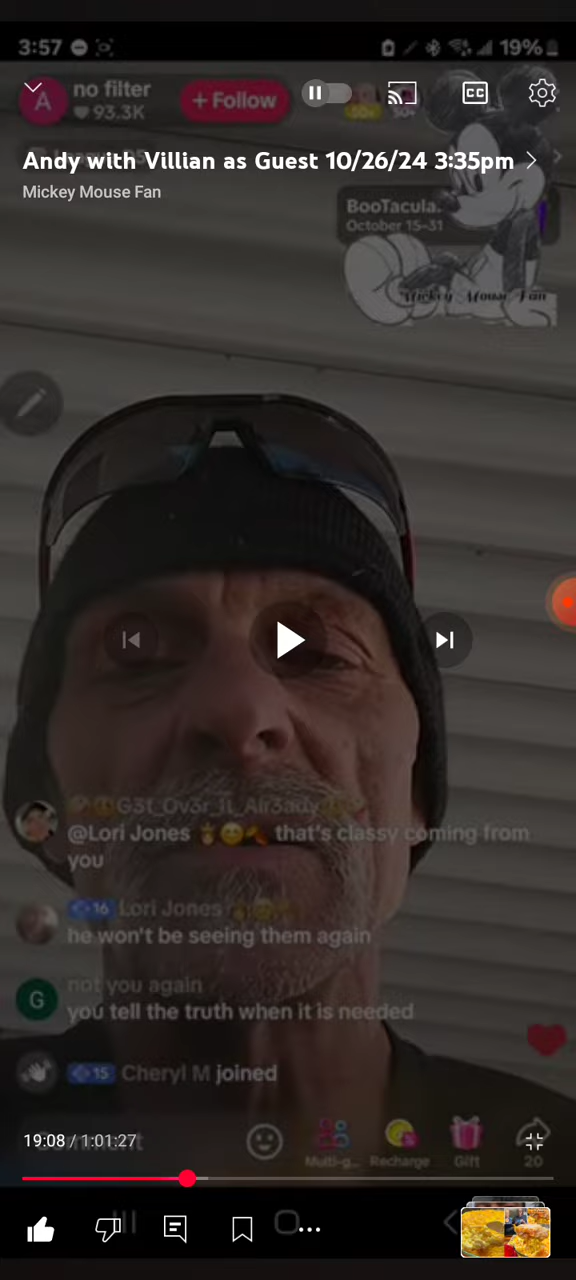 3:57
19%
A
no filter
93.3K
+ Follow
CC
Andy with Villian as Guest 10/26/24 3:35pm
Mickey Mouse Fan
BooTacula.
October 15-31
Mickey Mouse Fan
G3t_Ov3r_1t_Alr3ady
@Lori Jones 🤴😁🍂 that's classy coming from
you
16 Lori Jones
he won't be seeing them again
G
not you again
you tell the truth when it is needed
15 Cheryl M joined
19:08 / 1:01:27
Multi-g...
Recharge
Gift
20